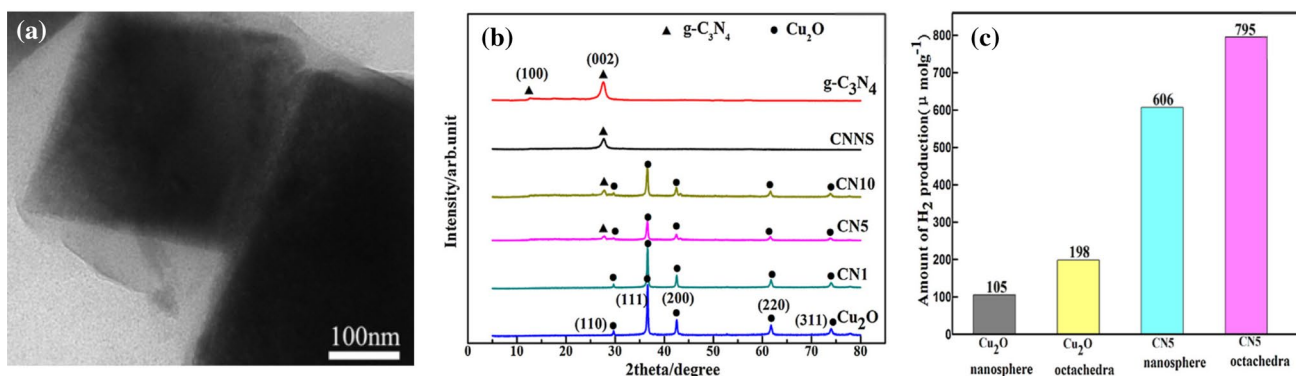 (a)
100nm
(b)
▲ g-C₃N₄ ● Cu₂O
(002)
(100)
g-C₃N₄
CNNS
CN10
CN5
CN1
(111) (200)
(220)
(110)
(311)
Cu₂O
Intensity/arb.unit
0 10 20 30 40 50 60 70 80
2theta/degree
(c)
Amount of H₂ production(μ molg⁻¹)
800
700
600
500
400
300
200
100
0
105
198
606
795
Cu₂O
nanosphere
Cu₂O
octachedra
CN5
nanosphere
CN5
octachedra